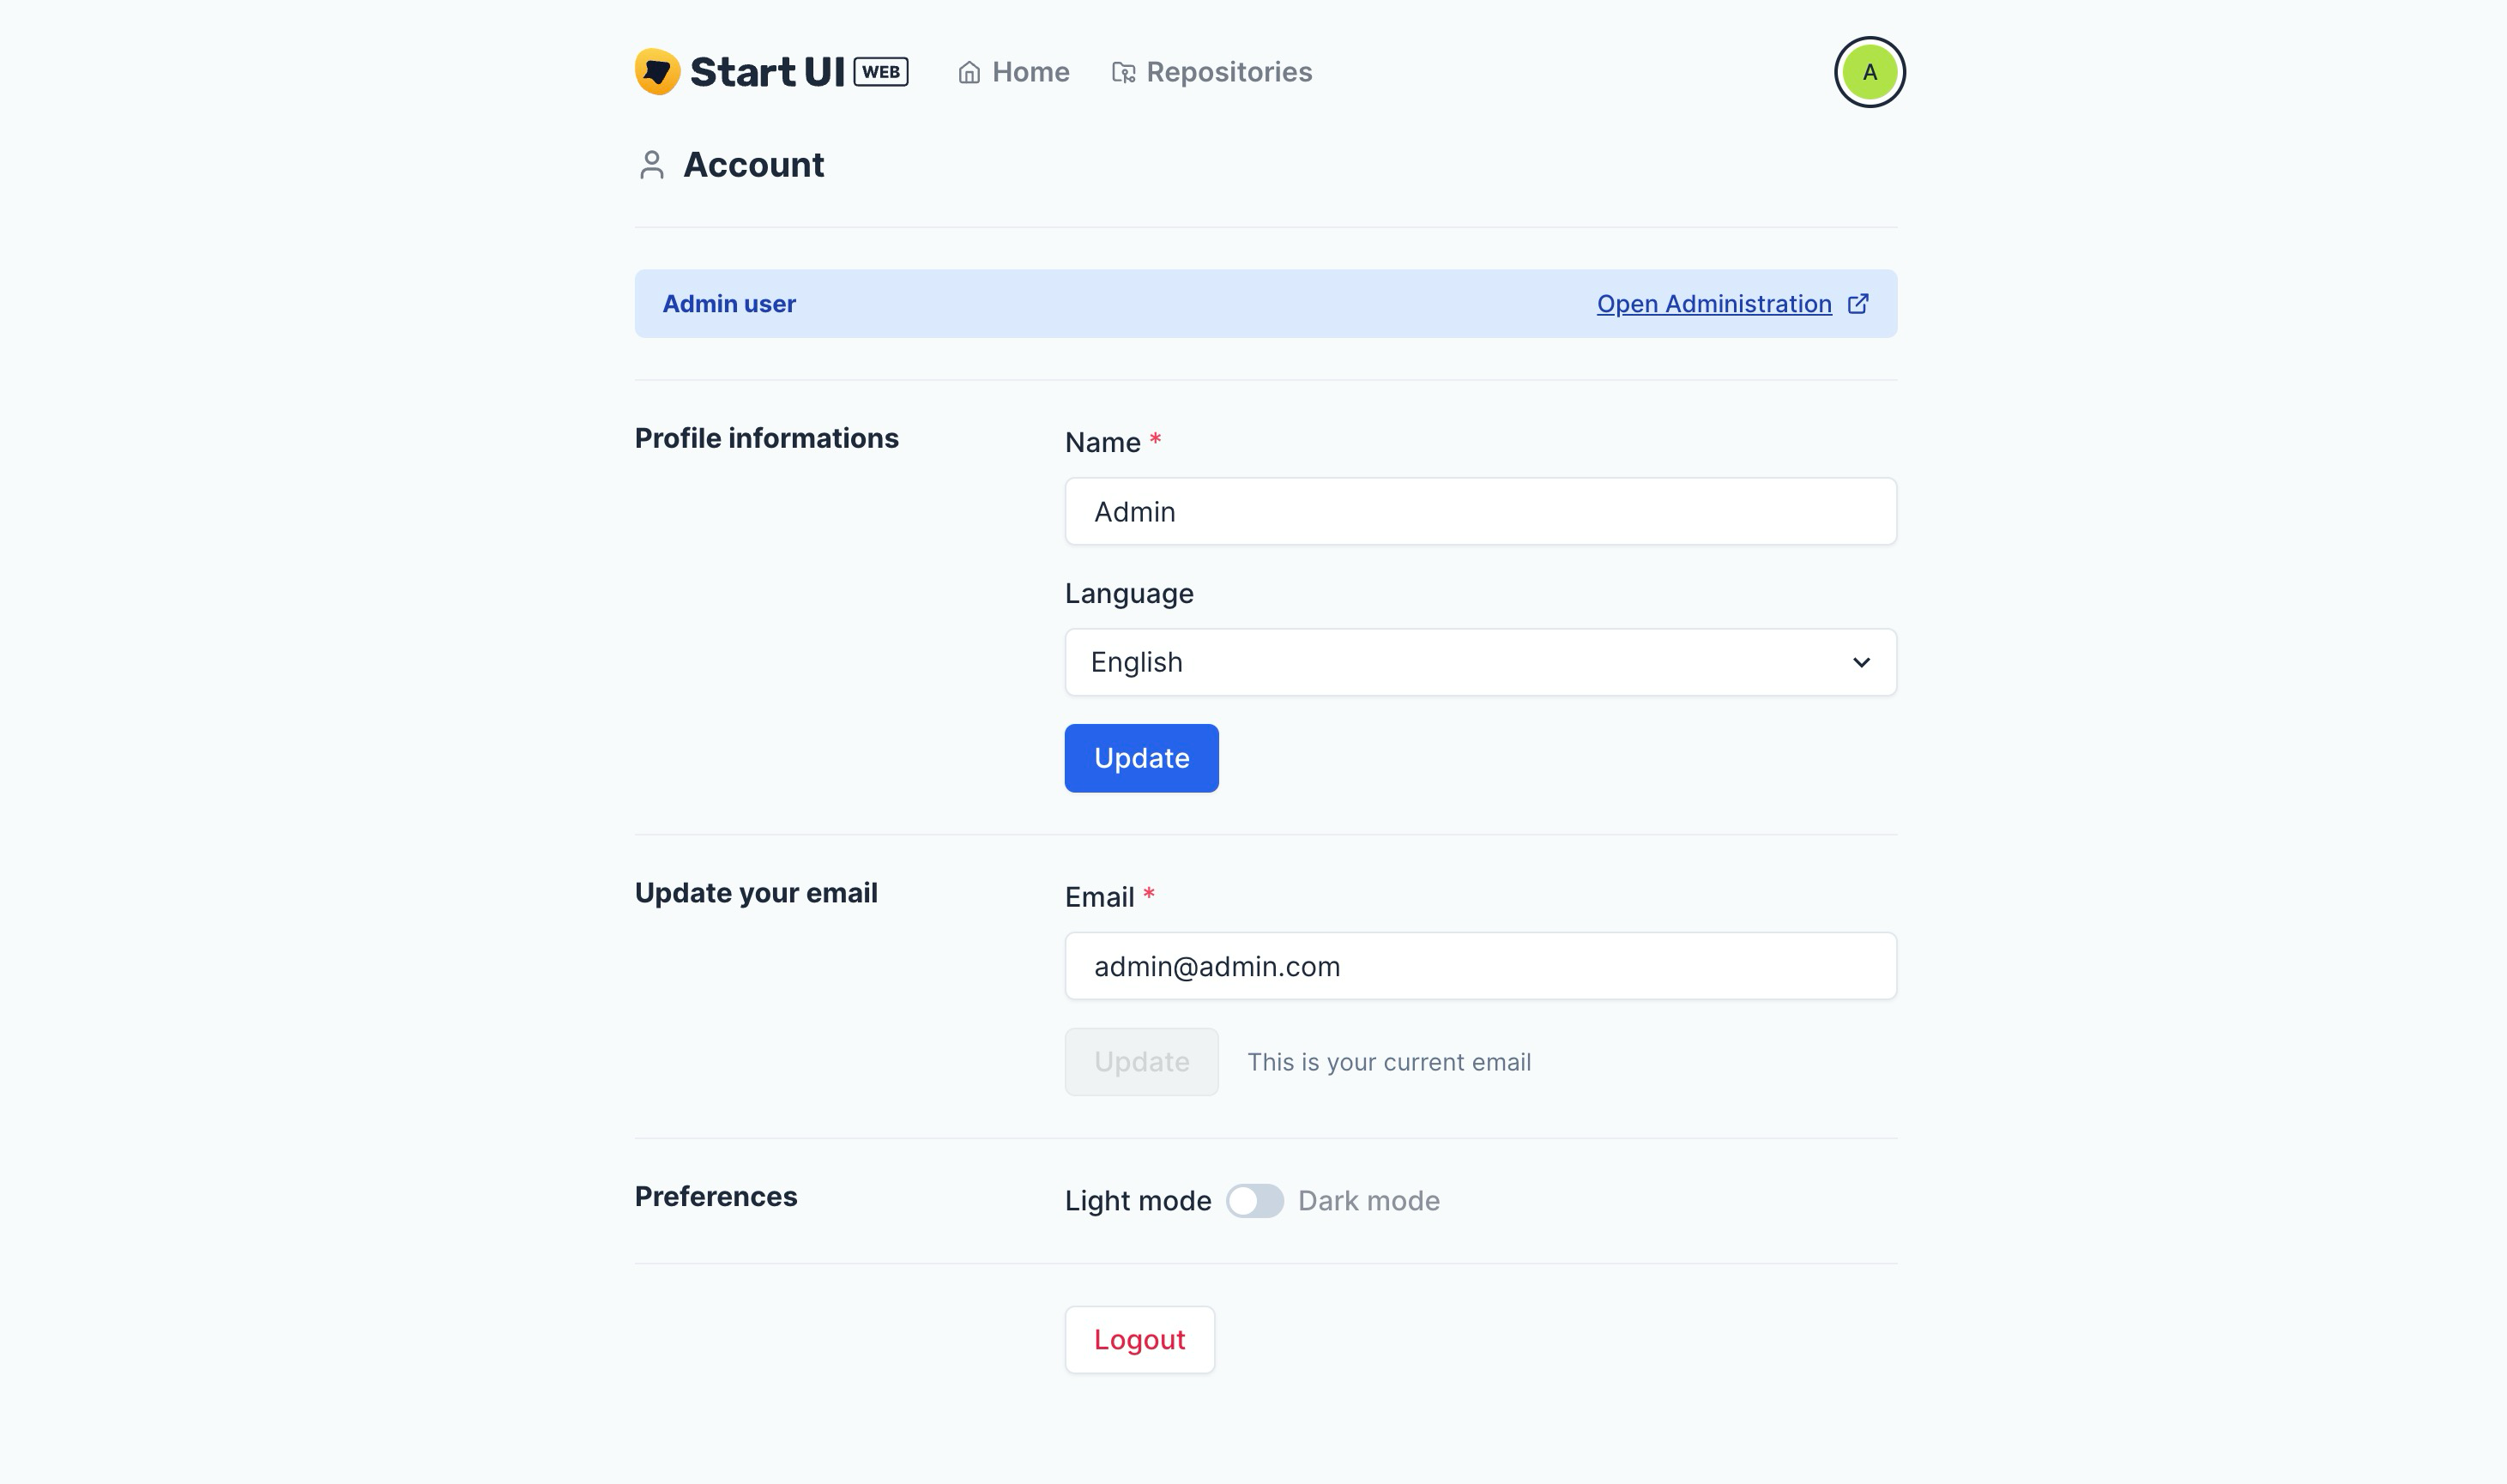 Start UI WEB
Home
Repositories
A
Account
Admin user
Open Administration
Profile informations
Name *
Admin
Language
English
Update
Update your email
Email *
admin@admin.com
Update
This is your current email
Preferences
Light mode
Dark mode
Logout